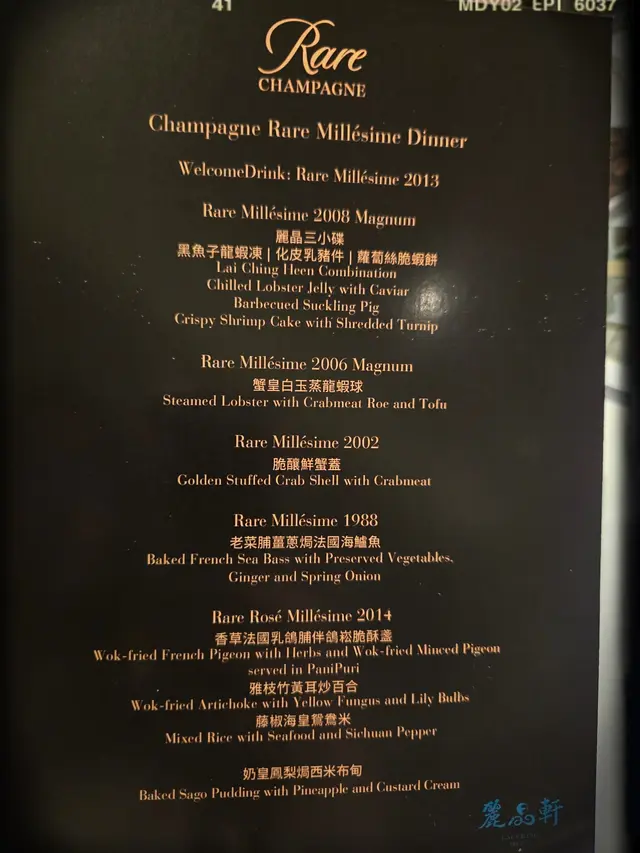 41
MDY02 EPT 6037
Rare
CHAMPAGNE
Champagne Rare Millésime Dinner
WelcomeDrink: Rare Millésime 2013
Rare Millésime 2008 Magnum
麗晶三小碟
黑魚子龍蝦凍 | 化皮乳豬件 | 蘿蔔絲脆蝦餅
Lai Ching Heen Combination
Chilled Lobster Jelly with Caviar
Barbecued Suckling Pig
Crispy Shrimp Cake with Shredded Turnip
Rare Millésime 2006 Magnum
蟹皇白玉蒸龍蝦球
Steamed Lobster with Crabmeat Roe and Tofu
Rare Millésime 2002
脆釀鮮蟹蓋
Golden Stuffed Crab Shell with Crabmeat
Rare Millésime 1988
老菜脯薑蔥焗法國海鱸魚
Baked French Sea Bass with Preserved Vegetables,
Ginger and Spring Onion
Rare Rosé Millésime 2014
香草法國乳鴿脯伴鴿崧脆酥盞
Wok-fried French Pigeon with Herbs and Wok-fried Minced Pigeon
served in PaniPuri
雅枝竹黃耳炒百合
Wok-fried Artichoke with Yellow Fungus and Lily Bulbs
藤椒海皇鴛鴦米
Mixed Rice with Seafood and Sichuan Pepper
奶皇鳳梨焗西米布甸
Baked Sago Pudding with Pineapple and Custard Cream
麗晶軒